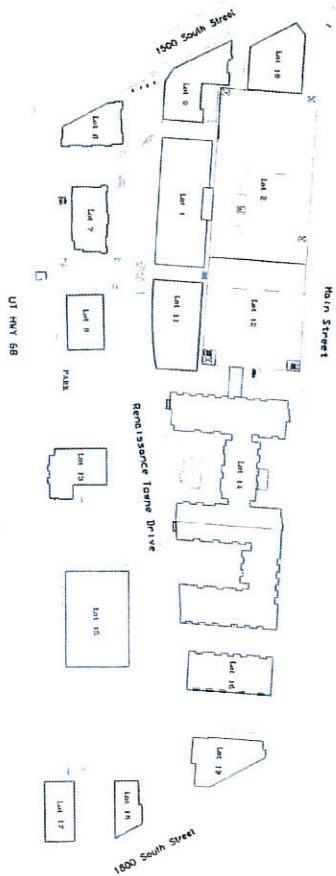 1500 South Street
Lot 10
Lot 9
Lot 6
Lot 2
Lot 1
Lot 7
Main Street
Lot 12
Lot 11
Lot 8
UT HWY 68
PARK
Renaissance Towne Drive
Lot 14
Lot 13
Lot 15
Lot 16
Lot 19
Lot 18
Lot 17
1800 South Street